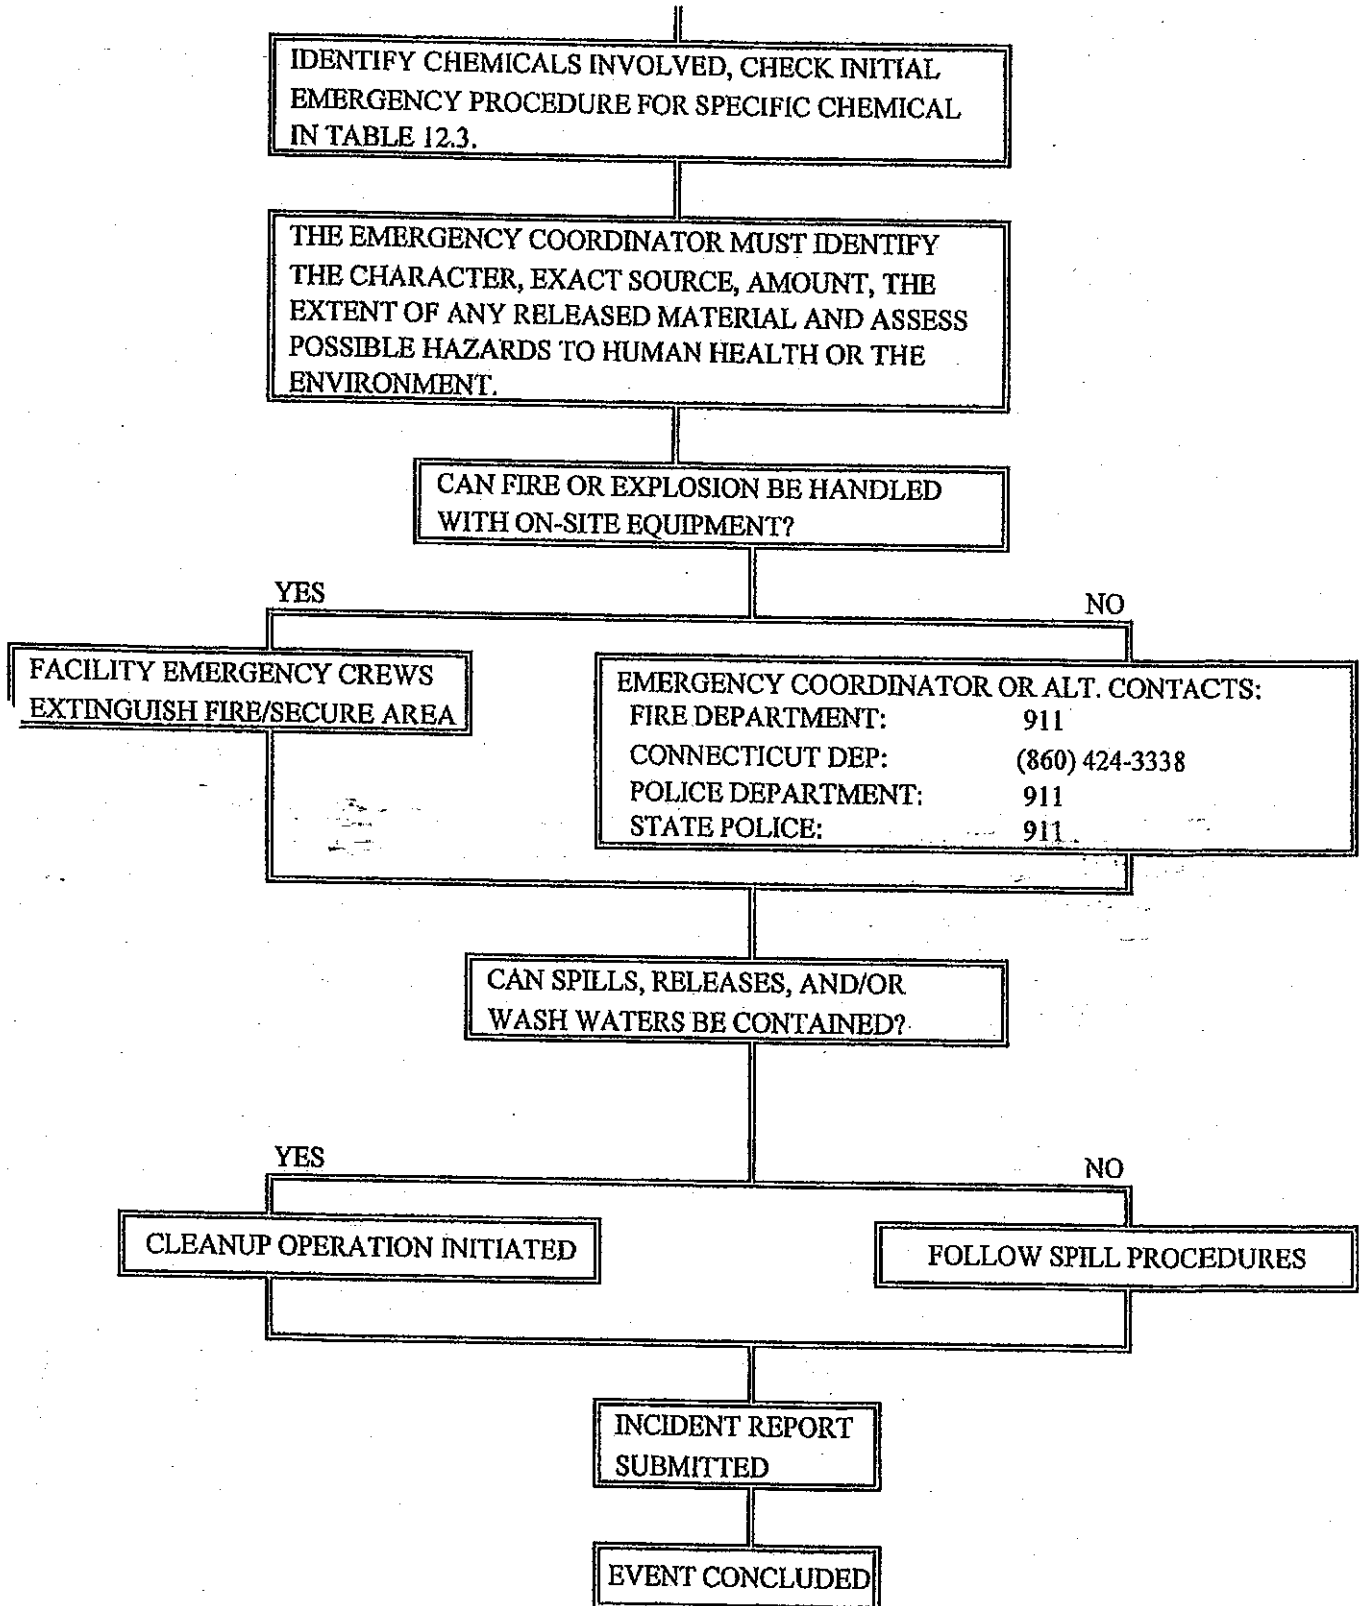 IDENTIFY CHEMICALS INVOLVED, CHECK INITIAL
EMERGENCY PROCEDURE FOR SPECIFIC CHEMICAL
IN TABLE 12.3.
THE EMERGENCY COORDINATOR MUST IDENTIFY
THE CHARACTER, EXACT SOURCE, AMOUNT, THE
EXTENT OF ANY RELEASED MATERIAL AND ASSESS
POSSIBLE HAZARDS TO HUMAN HEALTH OR THE
ENVIRONMENT.
CAN FIRE OR EXPLOSION BE HANDLED
WITH ON-SITE EQUIPMENT?
YES
NO
FACILITY EMERGENCY CREWS
EXTINGUISH FIRE/SECURE AREA
EMERGENCY COORDINATOR OR ALT. CONTACTS:
FIRE DEPARTMENT: 911
CONNECTICUT DEP: (860) 424-3338
POLICE DEPARTMENT: 911
STATE POLICE: 911
CAN SPILLS, RELEASES, AND/OR
WASH WATERS BE CONTAINED?
YES
NO
CLEANUP OPERATION INITIATED
FOLLOW SPILL PROCEDURES
INCIDENT REPORT
SUBMITTED
EVENT CONCLUDED